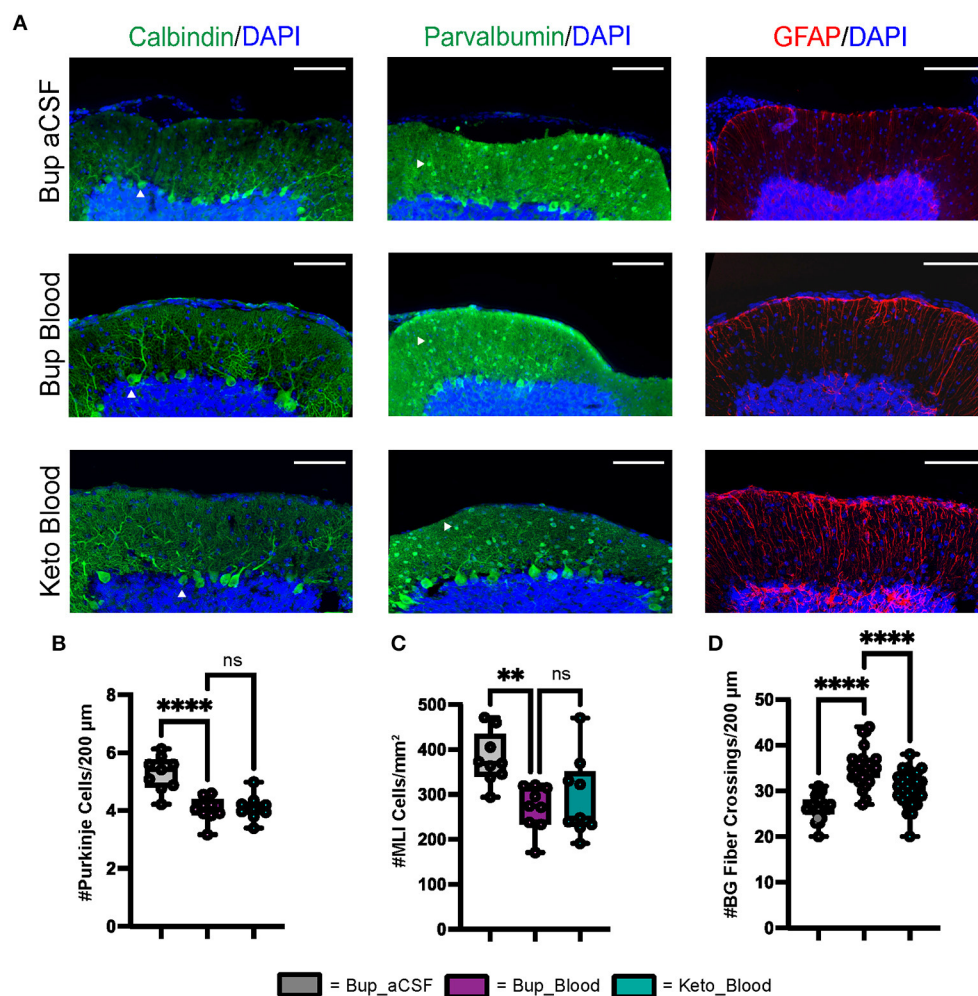 A
Calbindin/DAPI
Parvalbumin/DAPI
GFAP/DAPI
Bup aCSF
Bup Blood
Keto Blood
B
#Purkinje Cells/200 µm
8
6
4
2
0
****
ns
C
#MLI Cells/mm²
500
400
300
200
100
0
**
ns
D
#BG Fiber Crossings/200 µm
50
40
30
20
10
0
****
****
= Bup_aCSF
= Bup_Blood
= Keto_Blood